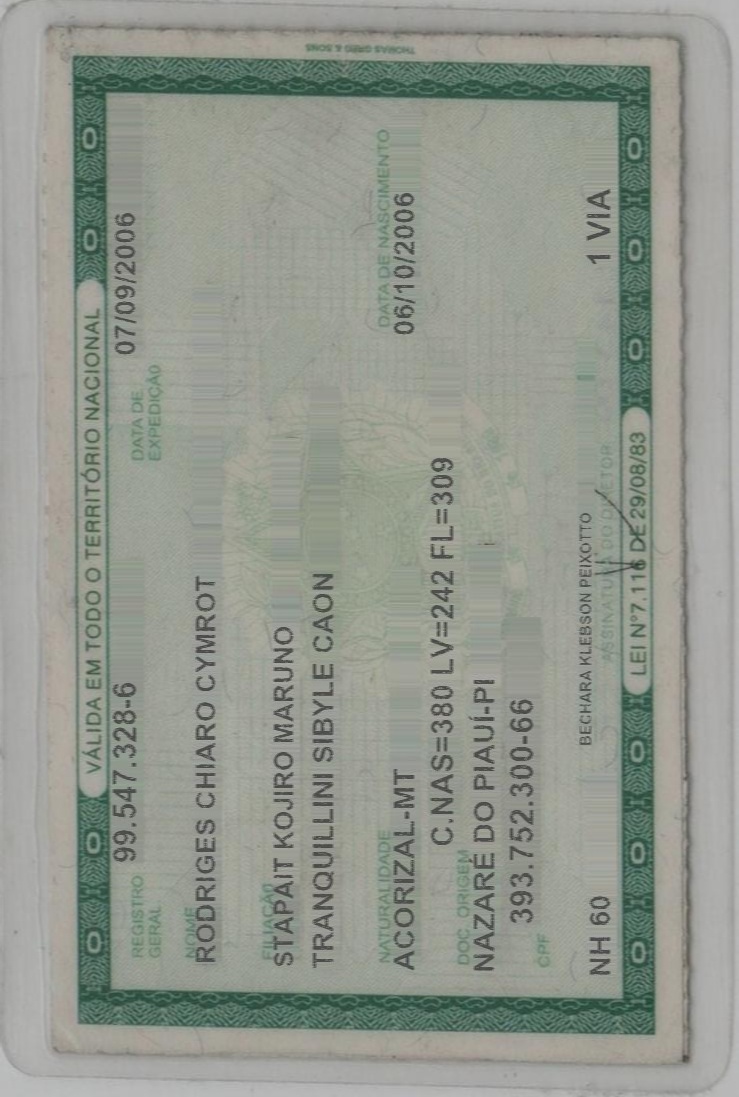 THOMAS GREG & SONS
VÁLIDA EM TODO O TERRITÓRIO NACIONAL
REGISTRO GERAL 99.547.328-6 DATA DE EXPEDIÇÃO 07/09/2006
NOME
RODRIGES CHIARO CYMROT
FILIAÇÃO
STAPAIT KOJIRO MARUNO
TRANQUILLINI SIBYLE CAON
NATURALIDADE DATA DE NASCIMENTO
ACORIZAL-MT 06/10/2006
DOC. ORIGEM C.NAS=380 LV=242 FL=309
NAZARÉ DO PIAUÍ-PI
CPF 393.752.300-66
NH 60 BECHARA KLEBSON PEIXOTTO 1 VIA
ASSINATURA DO DIRETOR
LEI Nº7.116 DE 29/08/83